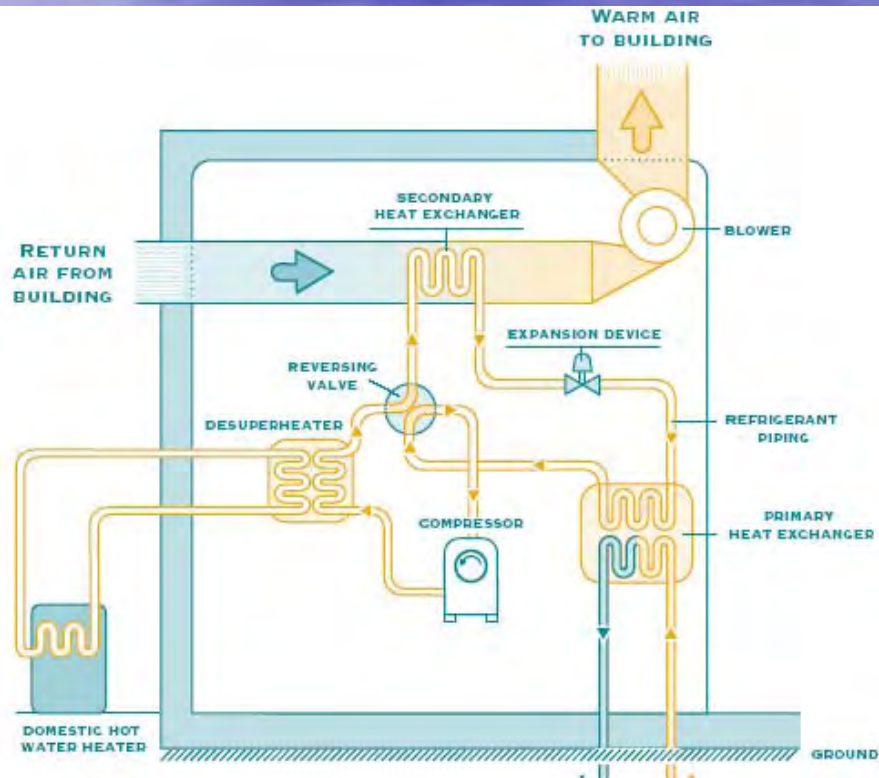 WARM AIR
TO BUILDING
SECONDARY
HEAT EXCHANGER
BLOWER
RETURN
AIR FROM
BUILDING
EXPANSION DEVICE
REVERSING
VALVE
DESUPERHEATER
REFRIGERANT
PIPING
COMPRESSOR
PRIMARY
HEAT EXCHANGER
DOMESTIC HOT
WATER HEATER
GROUND